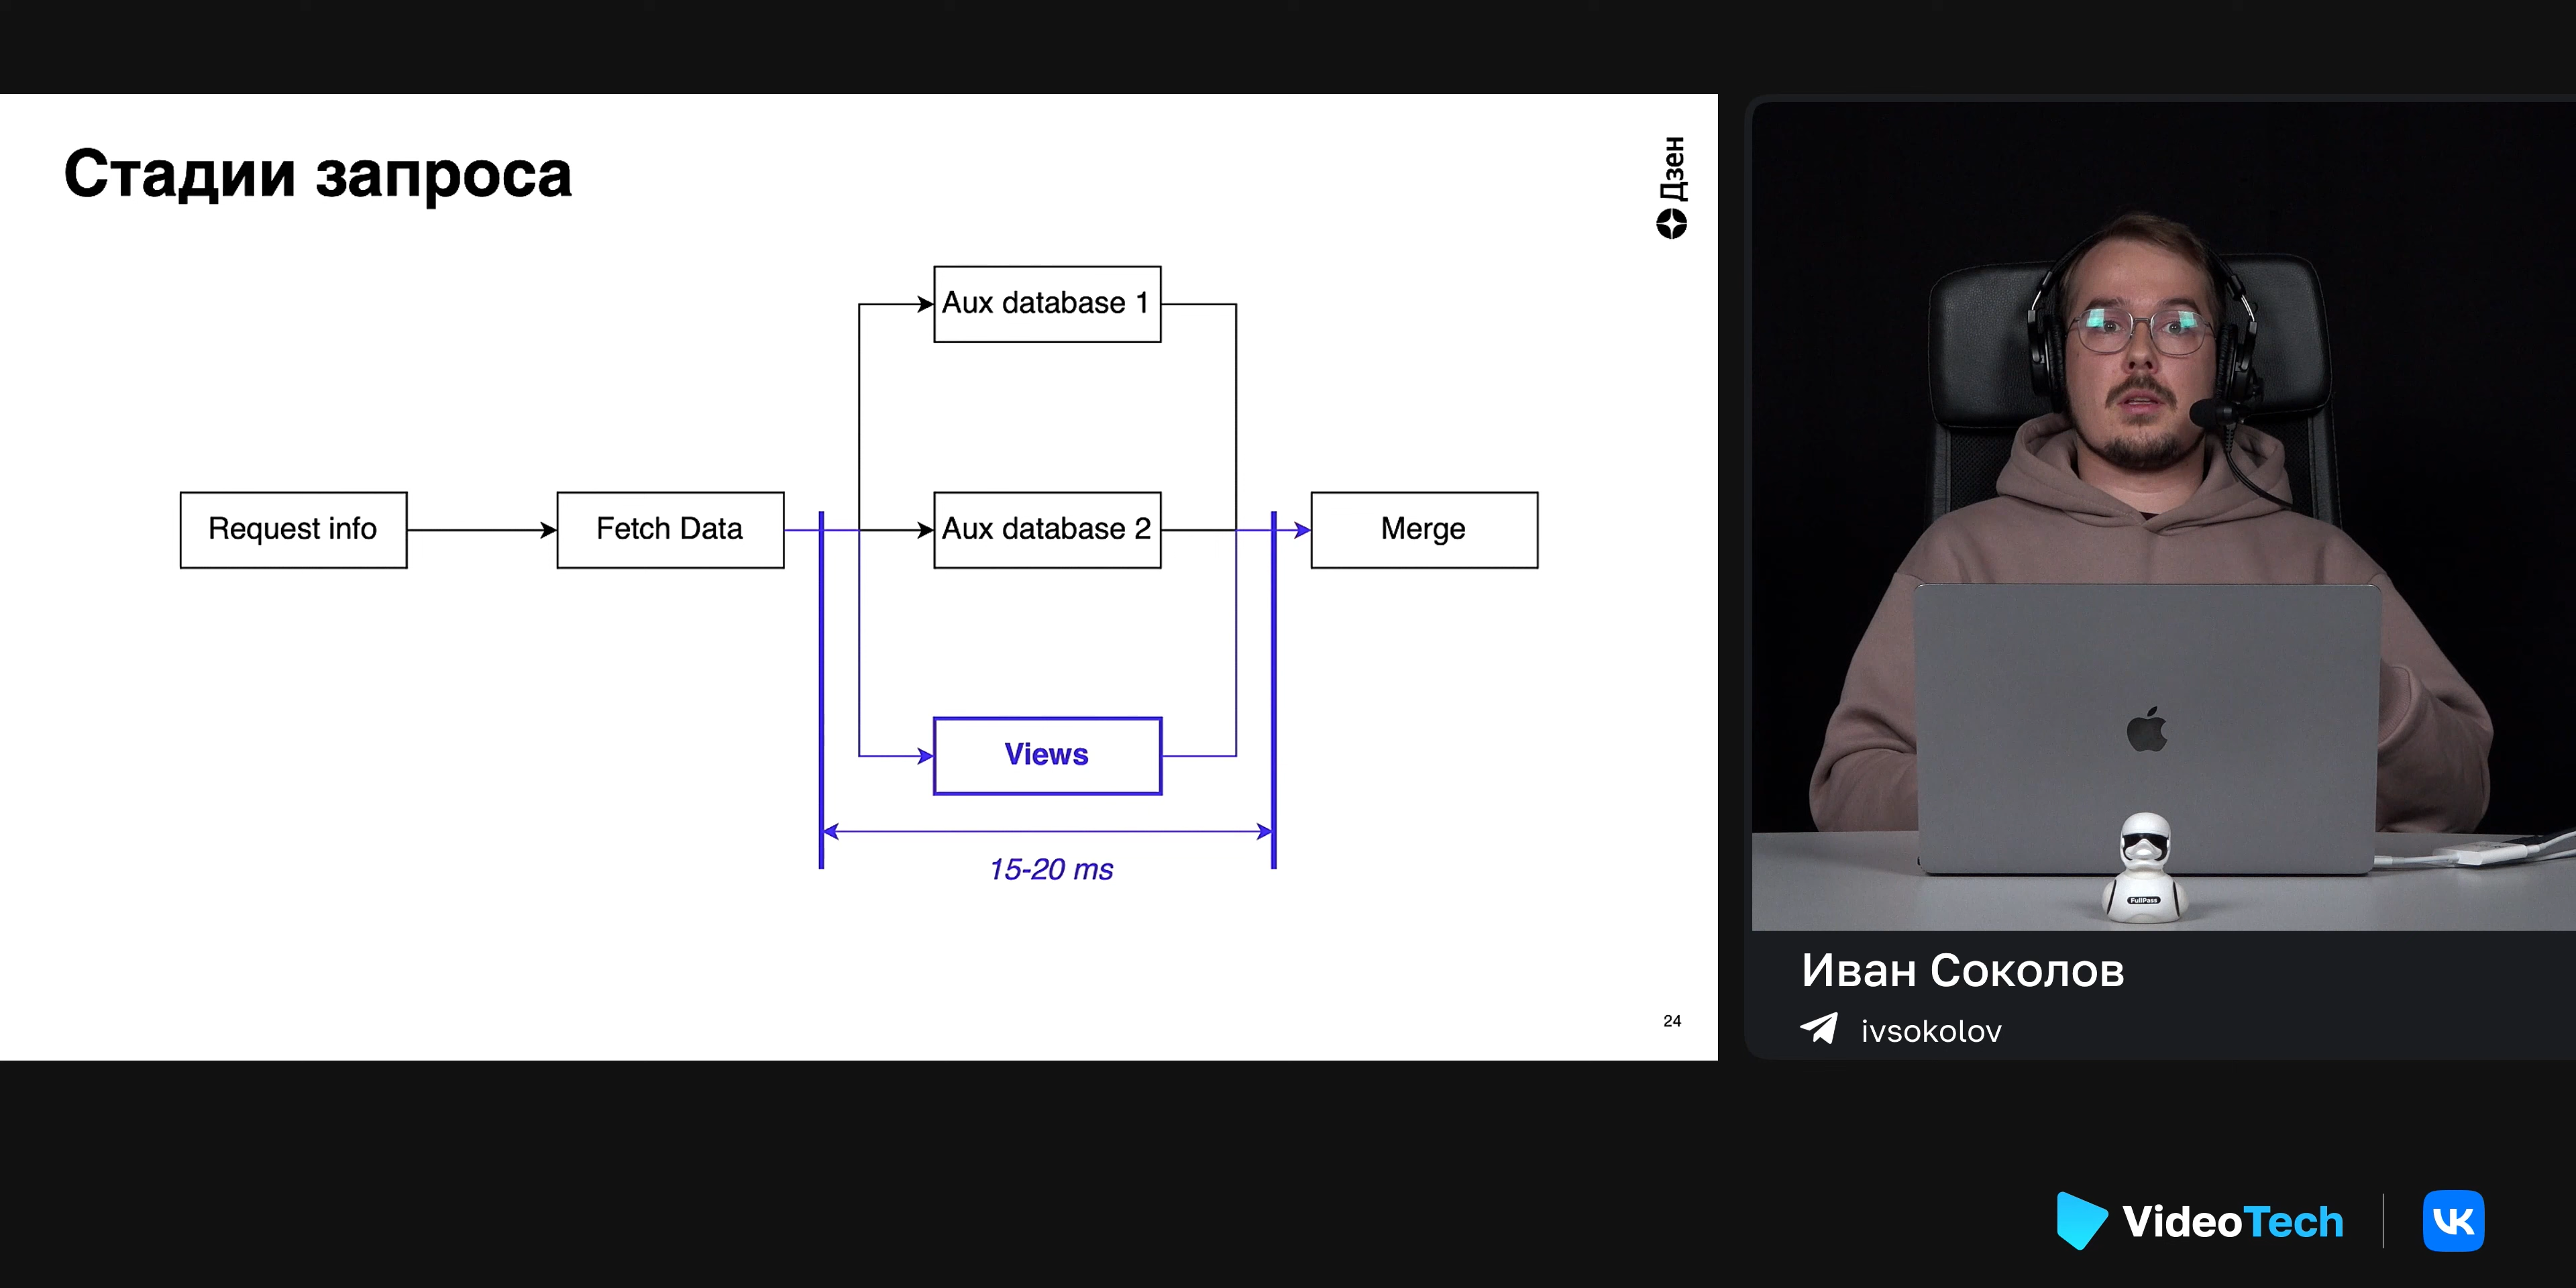 Стадии запроса
Дзен
Aux database 1
Request info
Fetch Data
Aux database 2
Merge
Views
15-20 ms
24
FullPass
Иван Соколов
ivsokolov
VideoTech
VK